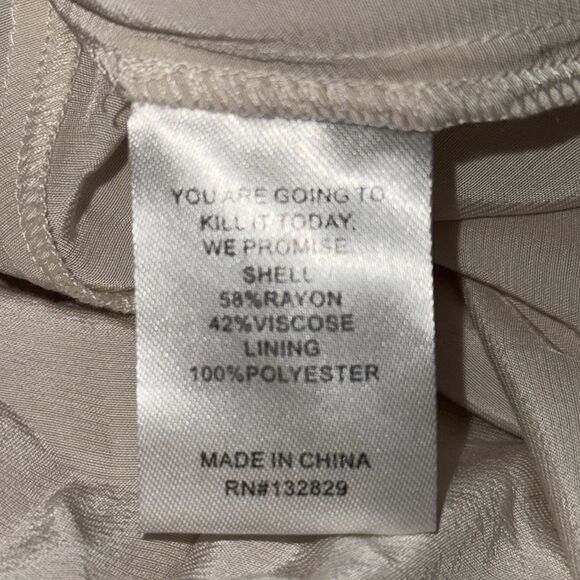 YOU ARE GOING TO
KILL IT TODAY.
WE PROMISE.
SHELL
58%RAYON
42%VISCOSE
LINING
100%POLYESTER
MADE IN CHINA
RN#132829